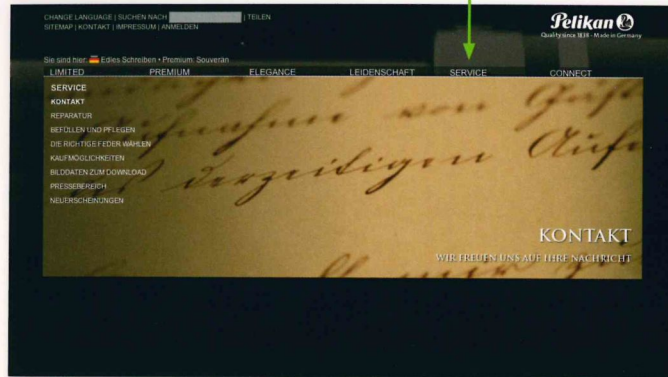 CHANGE LANGUAGE | SUCHEN NACH | TEILEN
SITEMAP | KONTAKT | IMPRESSUM | ANMELDEN
Pelikan
Quality since 1838 - Made in Germany
Sie sind hier: Edles Schreiben • Premium: Souverän
LIMITED PREMIUM ELEGANCE LEIDENSCHAFT SERVICE CONNECT
SERVICE
KONTAKT
REPARATUR
BEFÜLLEN UND PFLEGEN
DIE RICHTIGE FEDER WÄHLEN
KAUFMÖGLICHKEITEN
BILDDATEN ZUM DOWNLOAD
PRESSEBEREICH
NEUERSCHEINUNGEN
von
derzeitigen
KONTAKT
WIR FREUEN UNS AUF IHRE NACHRICHT